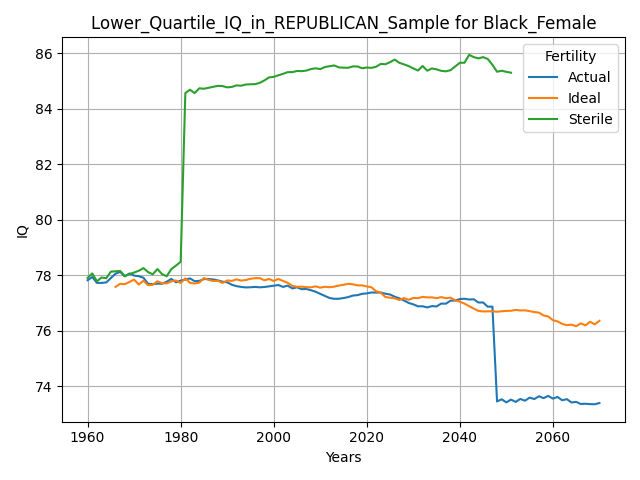 Lower_Quartile_IQ_in_REPUBLICAN_Sample for Black_Female
Fertility
Actual
Ideal
Sterile
IQ
86
84
82
80
78
76
74
1960
1980
2000
2020
2040
2060
Years